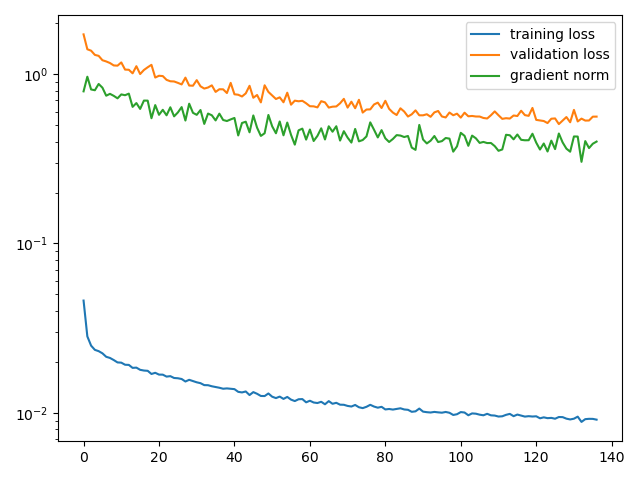 training loss
validation loss
gradient norm
10⁰
10⁻¹
10⁻²
0 20 40 60 80 100 120 140